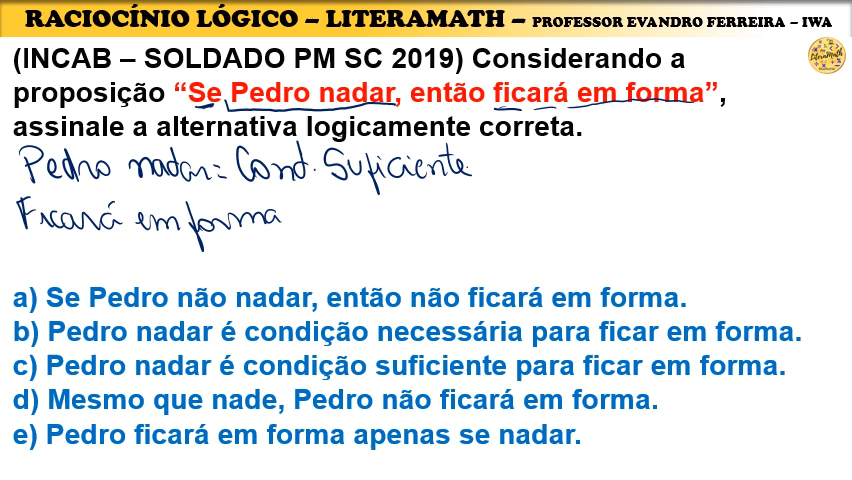 RACIOCÍNIO LÓGICO – LITERAMATH – PROFESSOR EVANDRO FERREIRA – IWA
(INCAB – SOLDADO PM SC 2019) Considerando a
proposição “Se Pedro nadar, então ficará em forma”,
assinale a alternativa logicamente correta.
Pedro nadar = Cond. Suficiente
Ficará em forma
a) Se Pedro não nadar, então não ficará em forma.
b) Pedro nadar é condição necessária para ficar em forma.
c) Pedro nadar é condição suficiente para ficar em forma.
d) Mesmo que nade, Pedro não ficará em forma.
e) Pedro ficará em forma apenas se nadar.
LiteraMath